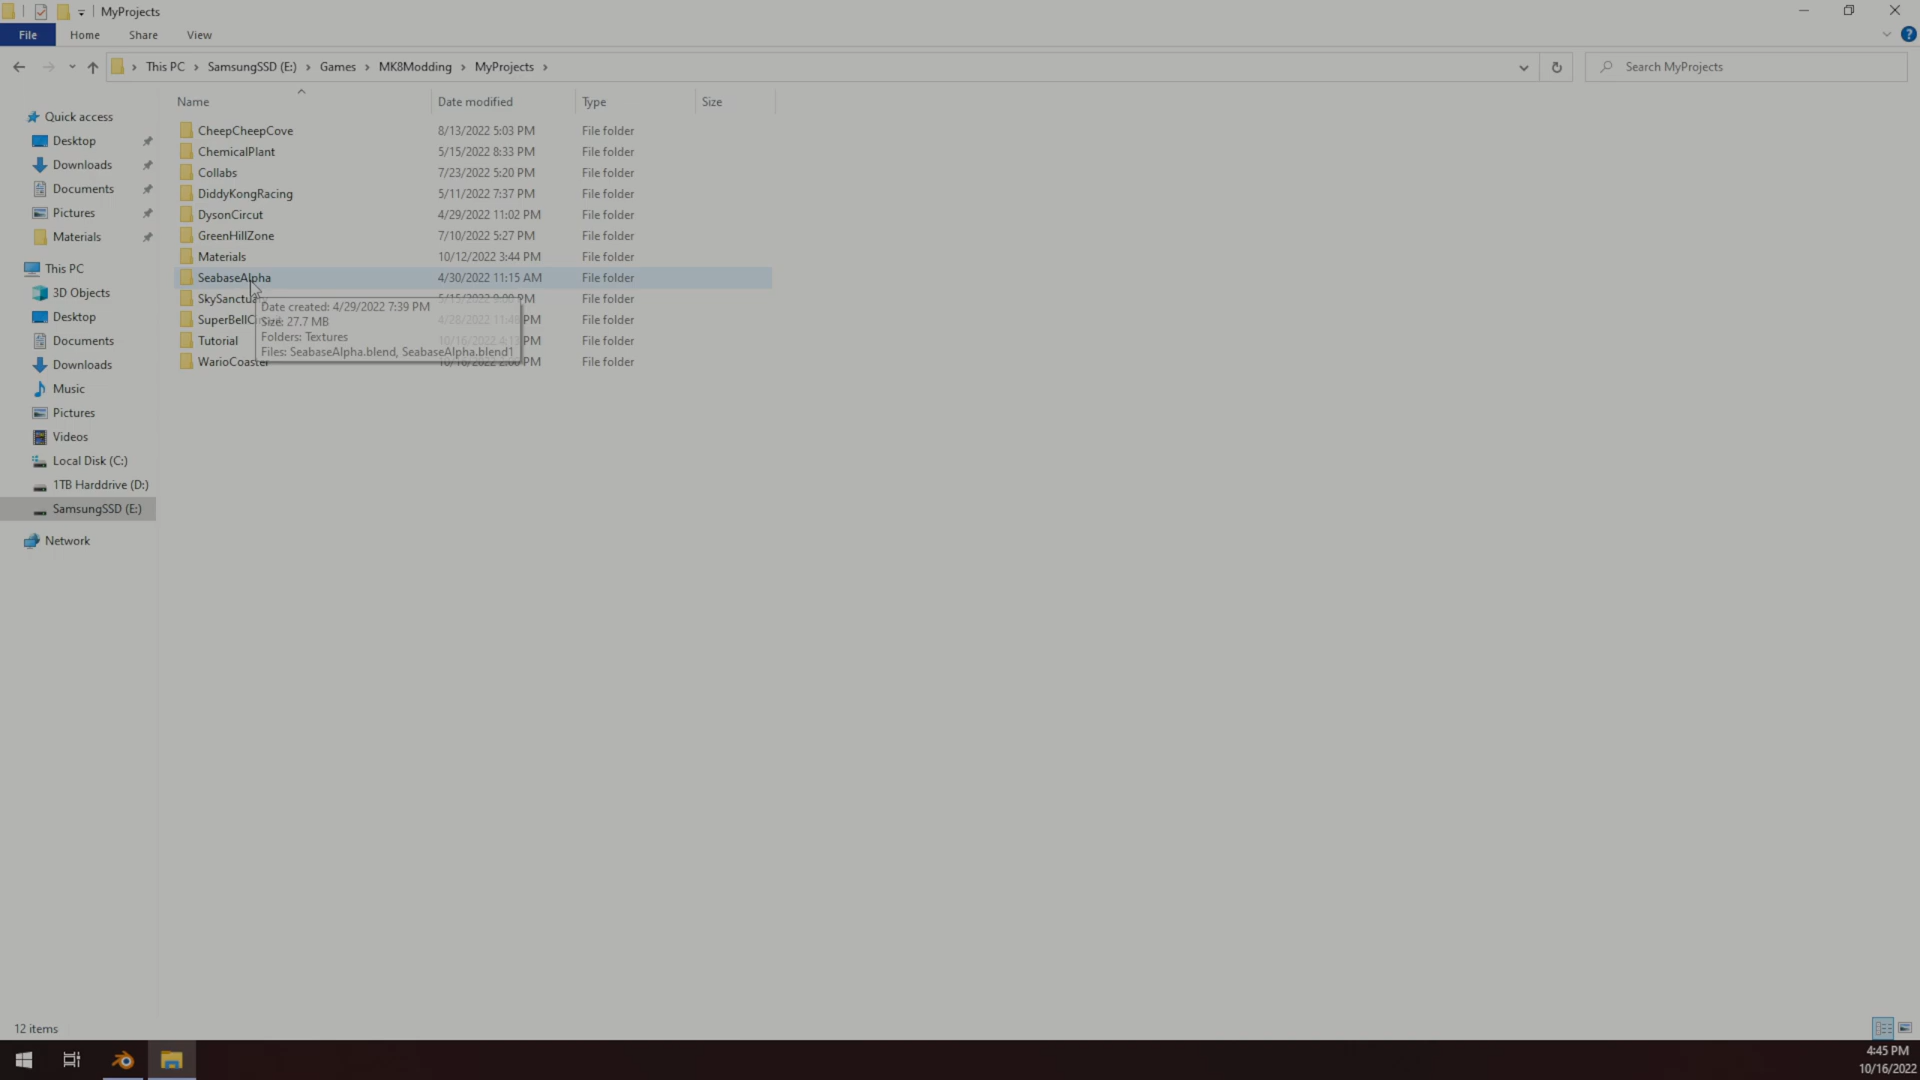 MyProjects
File Home Share View
This PC > SamsungSSD (E:) > Games > MK8Modding > MyProjects >
Search MyProjects
Name Date modified Type Size
Quick access
Desktop
Downloads
Documents
Pictures
Materials
This PC
3D Objects
Desktop
Documents
Downloads
Music
Pictures
Videos
Local Disk (C:)
1TB Harddrive (D:)
SamsungSSD (E:)
Network
CheepCheepCove 8/13/2022 5:03 PM File folder
ChemicalPlant 5/15/2022 8:33 PM File folder
Collabs 7/23/2022 5:20 PM File folder
DiddyKongRacing 5/11/2022 7:37 PM File folder
DysonCircut 4/29/2022 11:02 PM File folder
GreenHillZone 7/10/2022 5:27 PM File folder
Materials 10/12/2022 3:44 PM File folder
SeabaseAlpha 4/30/2022 11:15 AM File folder
SkySanctua PM File folder
SuperBellC 4/28/2022 11:46 PM File folder
Tutorial 10/16/2022 4:13 PM File folder
WarioCoaster PM File folder
Date created: 4/29/2022 7:39 PM
Size: 27.7 MB
Folders: Textures
Files: SeabaseAlpha.blend, SeabaseAlpha.blend1
12 items
4:45 PM
10/16/2022